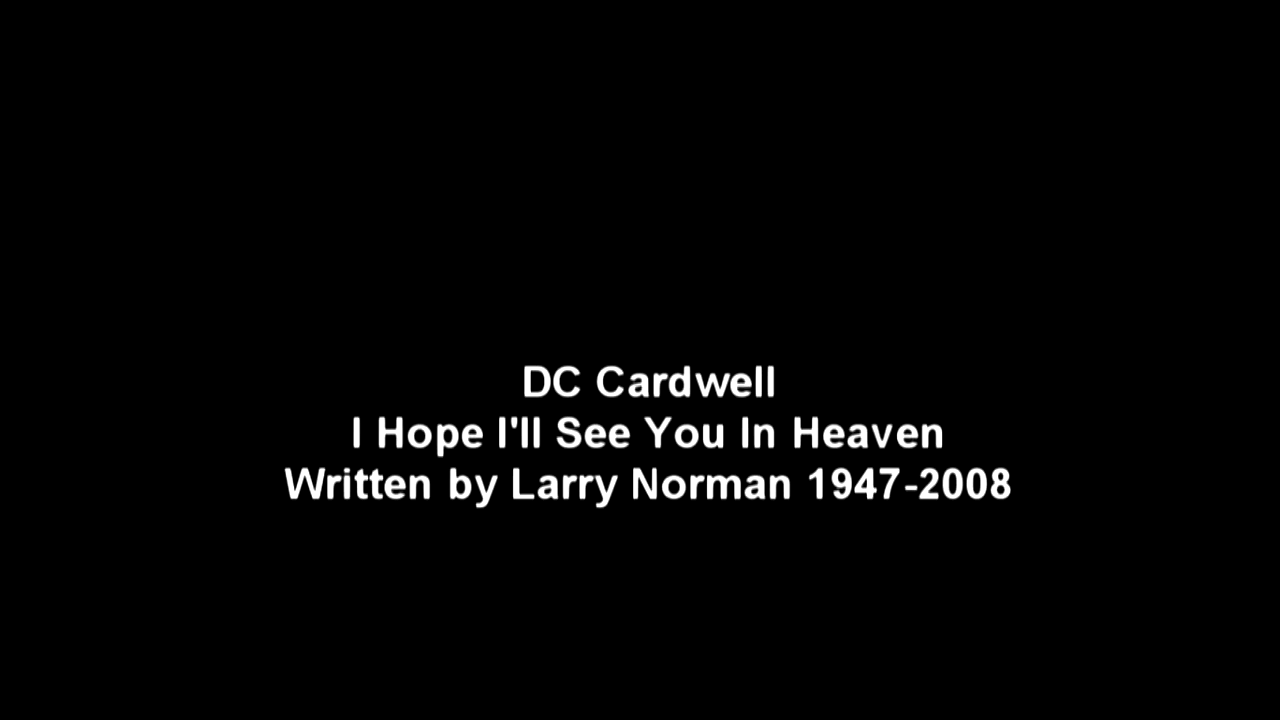 DC Cardwell
I Hope I'll See You In Heaven
Written by Larry Norman 1947-2008